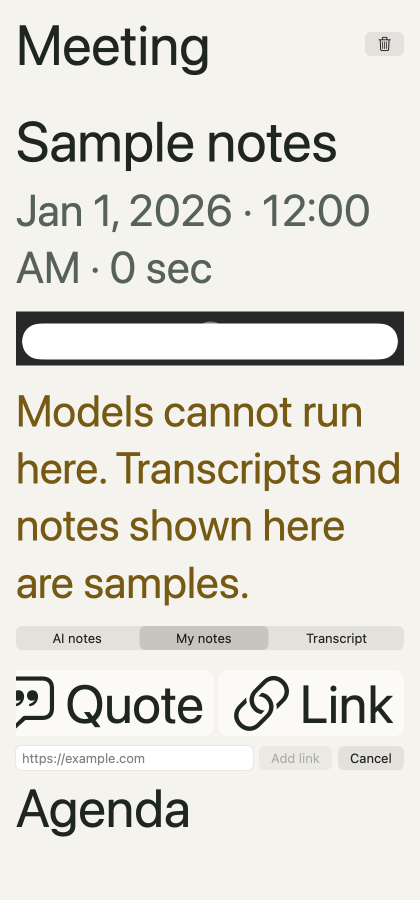 Meeting
Sample notes
Jan 1, 2026 · 12:00
AM · 0 sec
Models cannot run
here. Transcripts and
notes shown here
are samples.
AI notes My notes Transcript
Quote Link
https://example.com Add link Cancel
Agenda